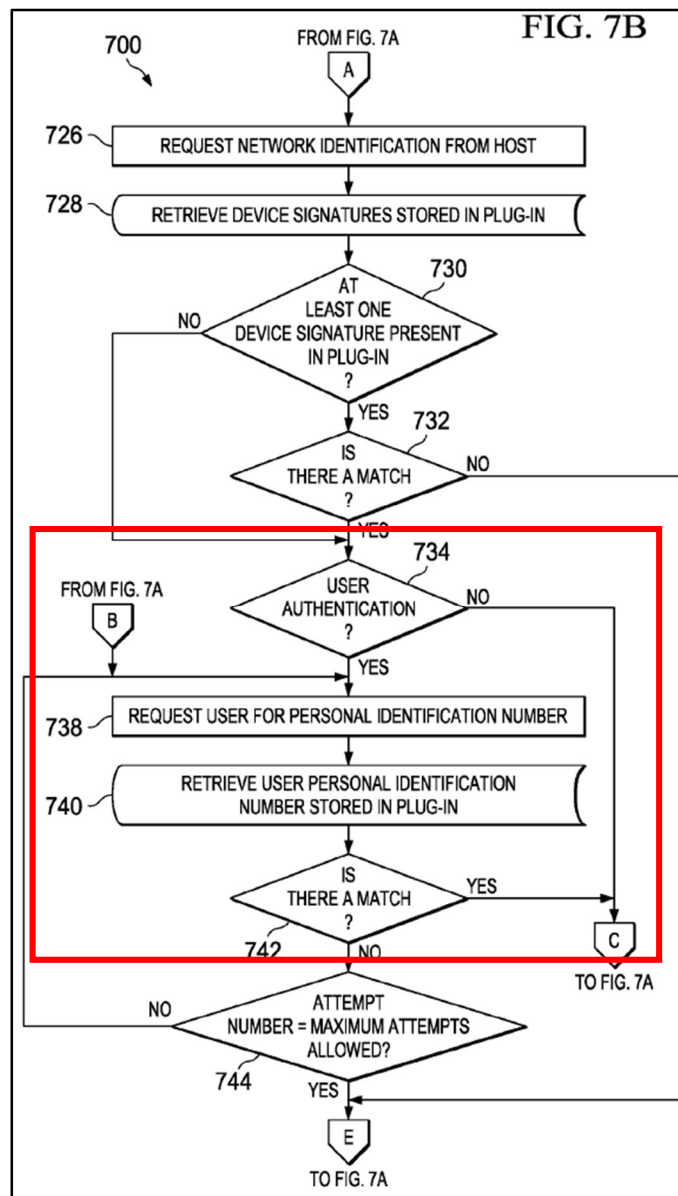 FIG. 7B
700
FROM FIG. 7A
A
726
REQUEST NETWORK IDENTIFICATION FROM HOST
728
RETRIEVE DEVICE SIGNATURES STORED IN PLUG-IN
730
AT
LEAST ONE
DEVICE SIGNATURE PRESENT
IN PLUG-IN
?
NO
YES
732
IS
THERE A MATCH
?
NO
YES
734
USER
AUTHENTICATION
?
NO
YES
FROM FIG. 7A
B
738
REQUEST USER FOR PERSONAL IDENTIFICATION NUMBER
740
RETRIEVE USER PERSONAL IDENTIFICATION
NUMBER STORED IN PLUG-IN
IS
THERE A MATCH
?
YES
742
NO
C
TO FIG. 7A
ATTEMPT
NUMBER = MAXIMUM ATTEMPTS
ALLOWED?
NO
744
YES
E
TO FIG. 7A